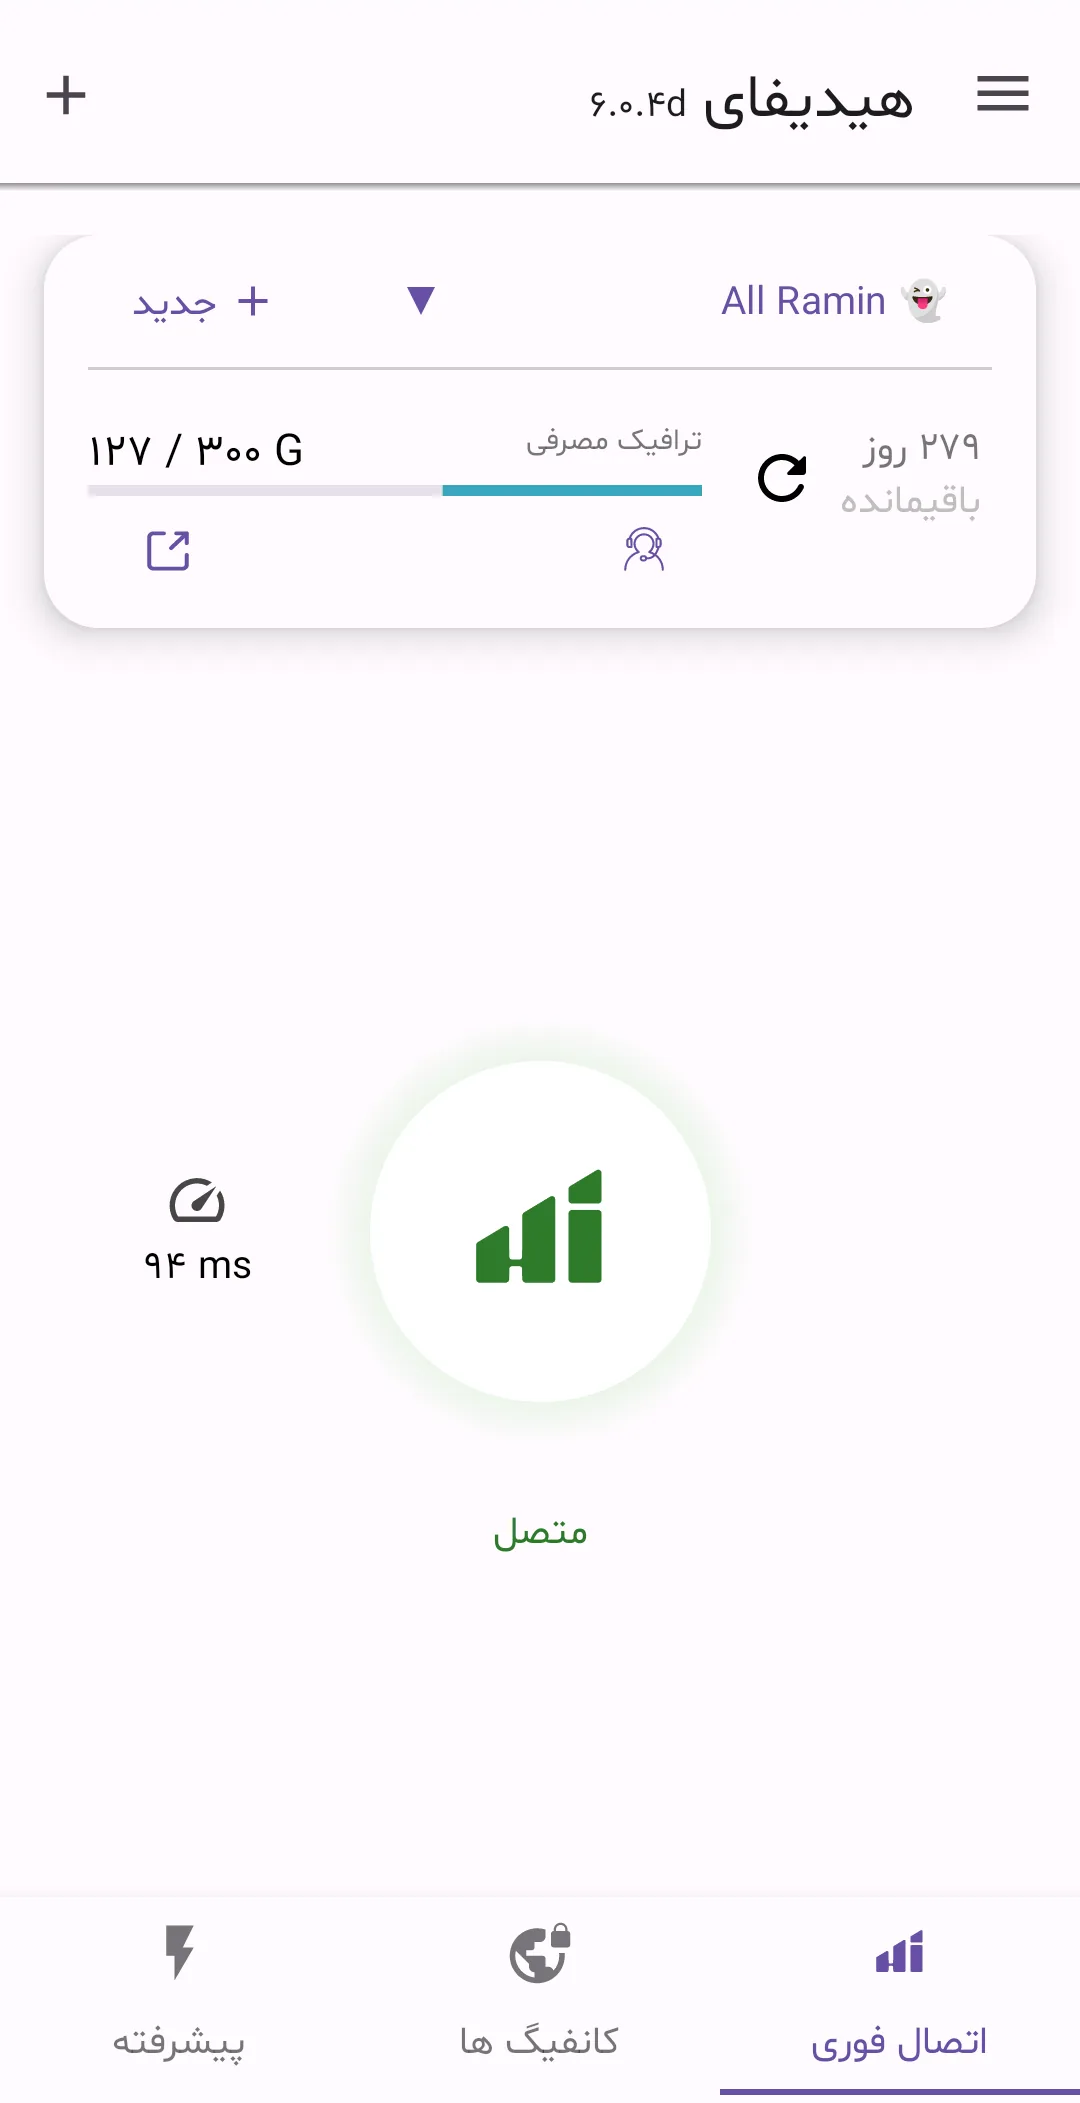 هیدیفای ۶.۰.۴d
All Ramin 👻
+ جدید
۲۷۹ روز
باقیمانده
ترافیک مصرفی
۱۲۷ / ۳۰۰ G
۹۴ ms
متصل
اتصال فوری
کانفیگ ها
پیشرفته